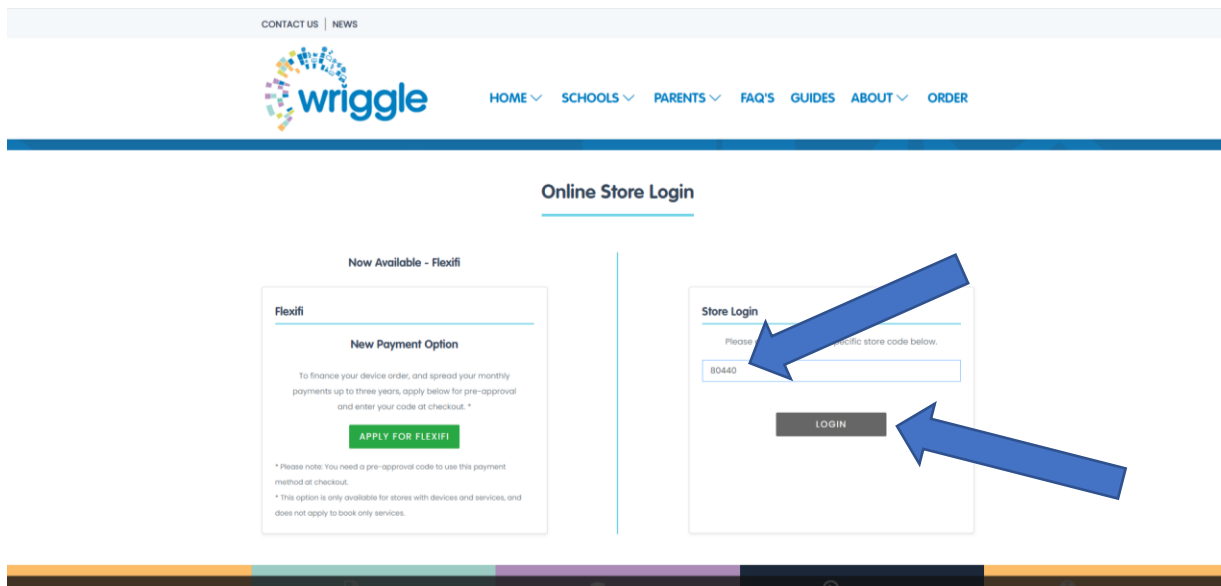 CONTACT US | NEWS
wriggle
HOME SCHOOLS PARENTS FAQ'S GUIDES ABOUT ORDER
Online Store Login
Now Available - Flexifi
Flexifi
New Payment Option
To finance your device order, and spread your monthly
payments up to three years, apply below for pre-approval
and enter your code at checkout. *
APPLY FOR FLEXIFI
* Please note: You need a pre-approval code to use this payment
method at checkout.
* This option is only available for stores with devices and services, and
does not apply to book only services.
Store Login
Please store code below.
80440
LOGIN